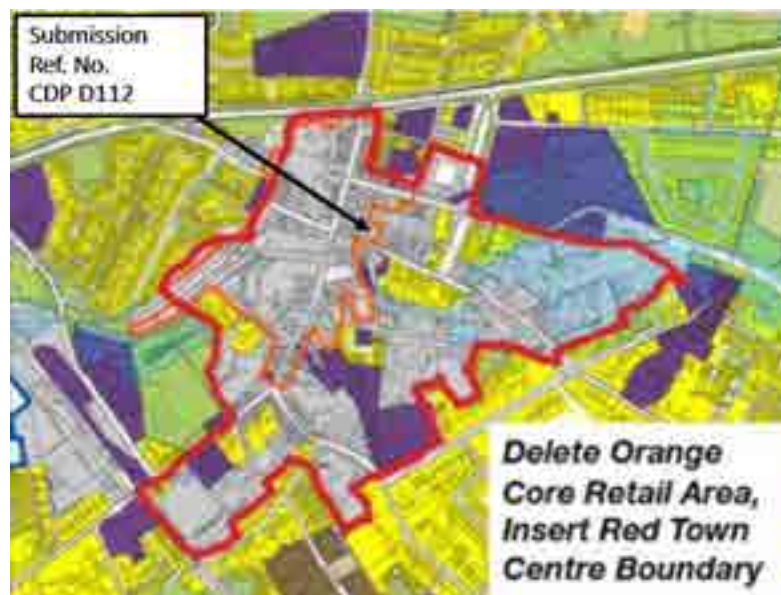 Submission
Ref. No.
CDP D112
Delete Orange
Core Retail Area,
Insert Red Town
Centre Boundary